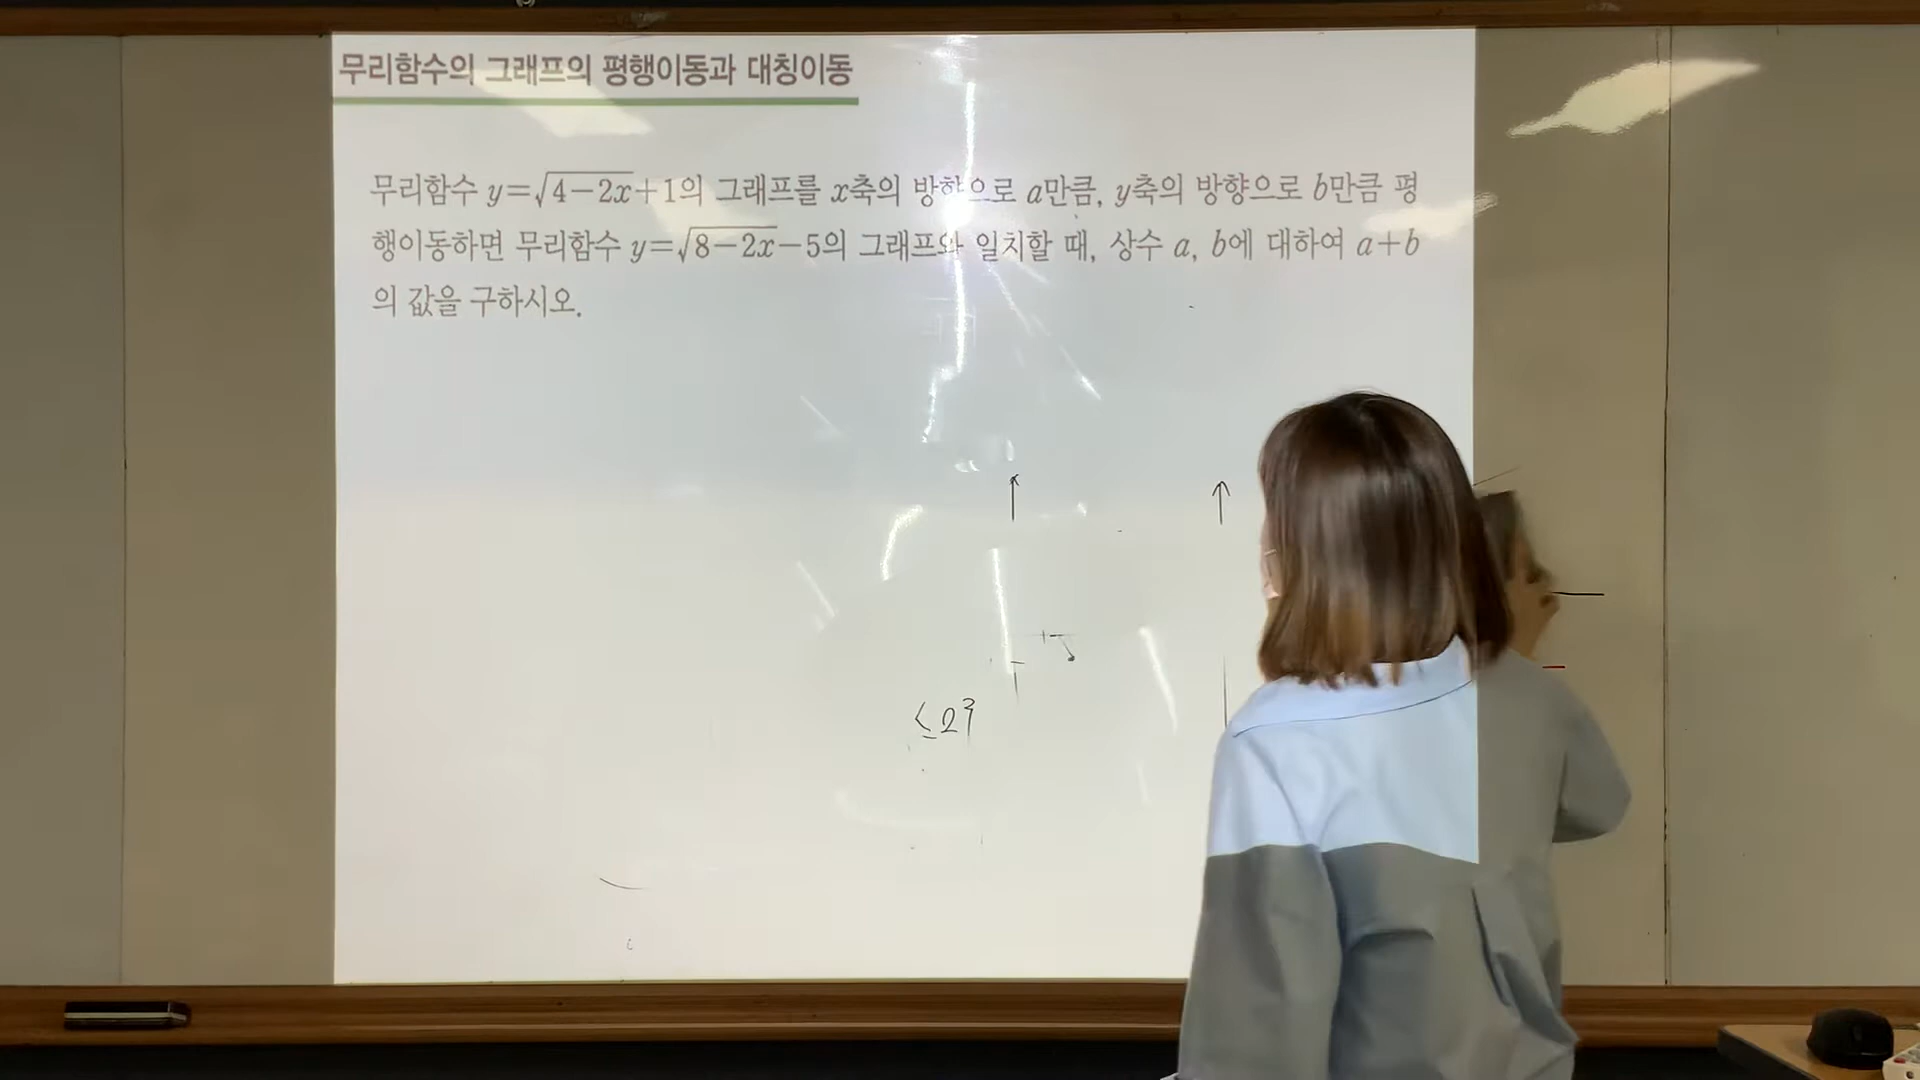 무리함수의 그래프의 평행이동과 대칭이동
무리함수 y=√4-2x+1의 그래프를 x축의 방향으로 a만큼, y축의 방향으로 b만큼 평
행이동하면 무리함수 y=√8-2x-5의 그래프와 일치할 때, 상수 a, b에 대하여 a+b
의 값을 구하시오.
≤2}